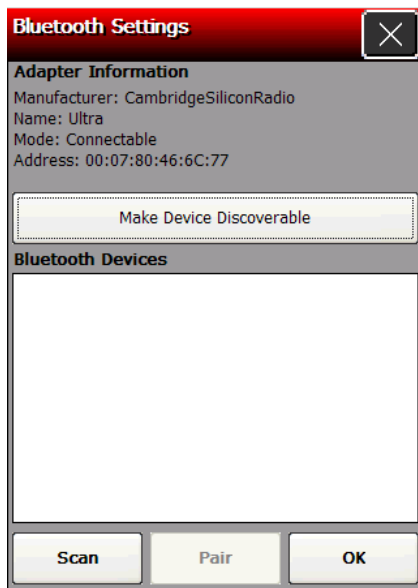 Bluetooth Settings
Adapter Information
Manufacturer: CambridgeSiliconRadio
Name: Ultra
Mode: Connectable
Address: 00:07:80:46:6C:77
Make Device Discoverable
Bluetooth Devices
Scan Pair OK